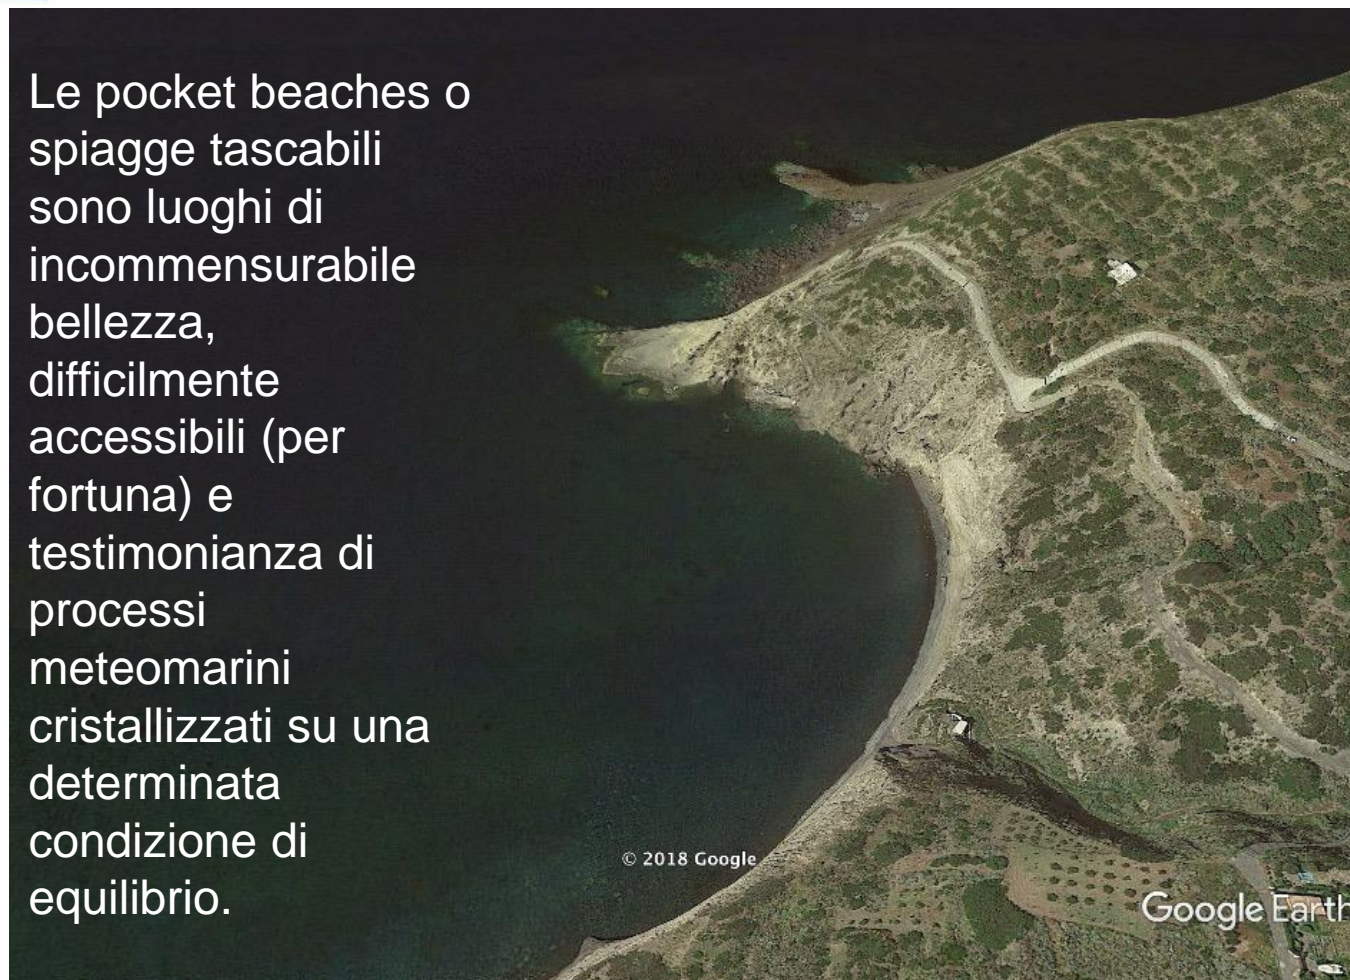 Le pocket beaches o
spiagge tascabili
sono luoghi di
incommensurabile
bellezza,
difficilmente
accessibili (per
fortuna) e
testimonianza di
processi
meteomarini
cristallizzati su una
determinata
condizione di
equilibrio.
© 2018 Google
Google Earth